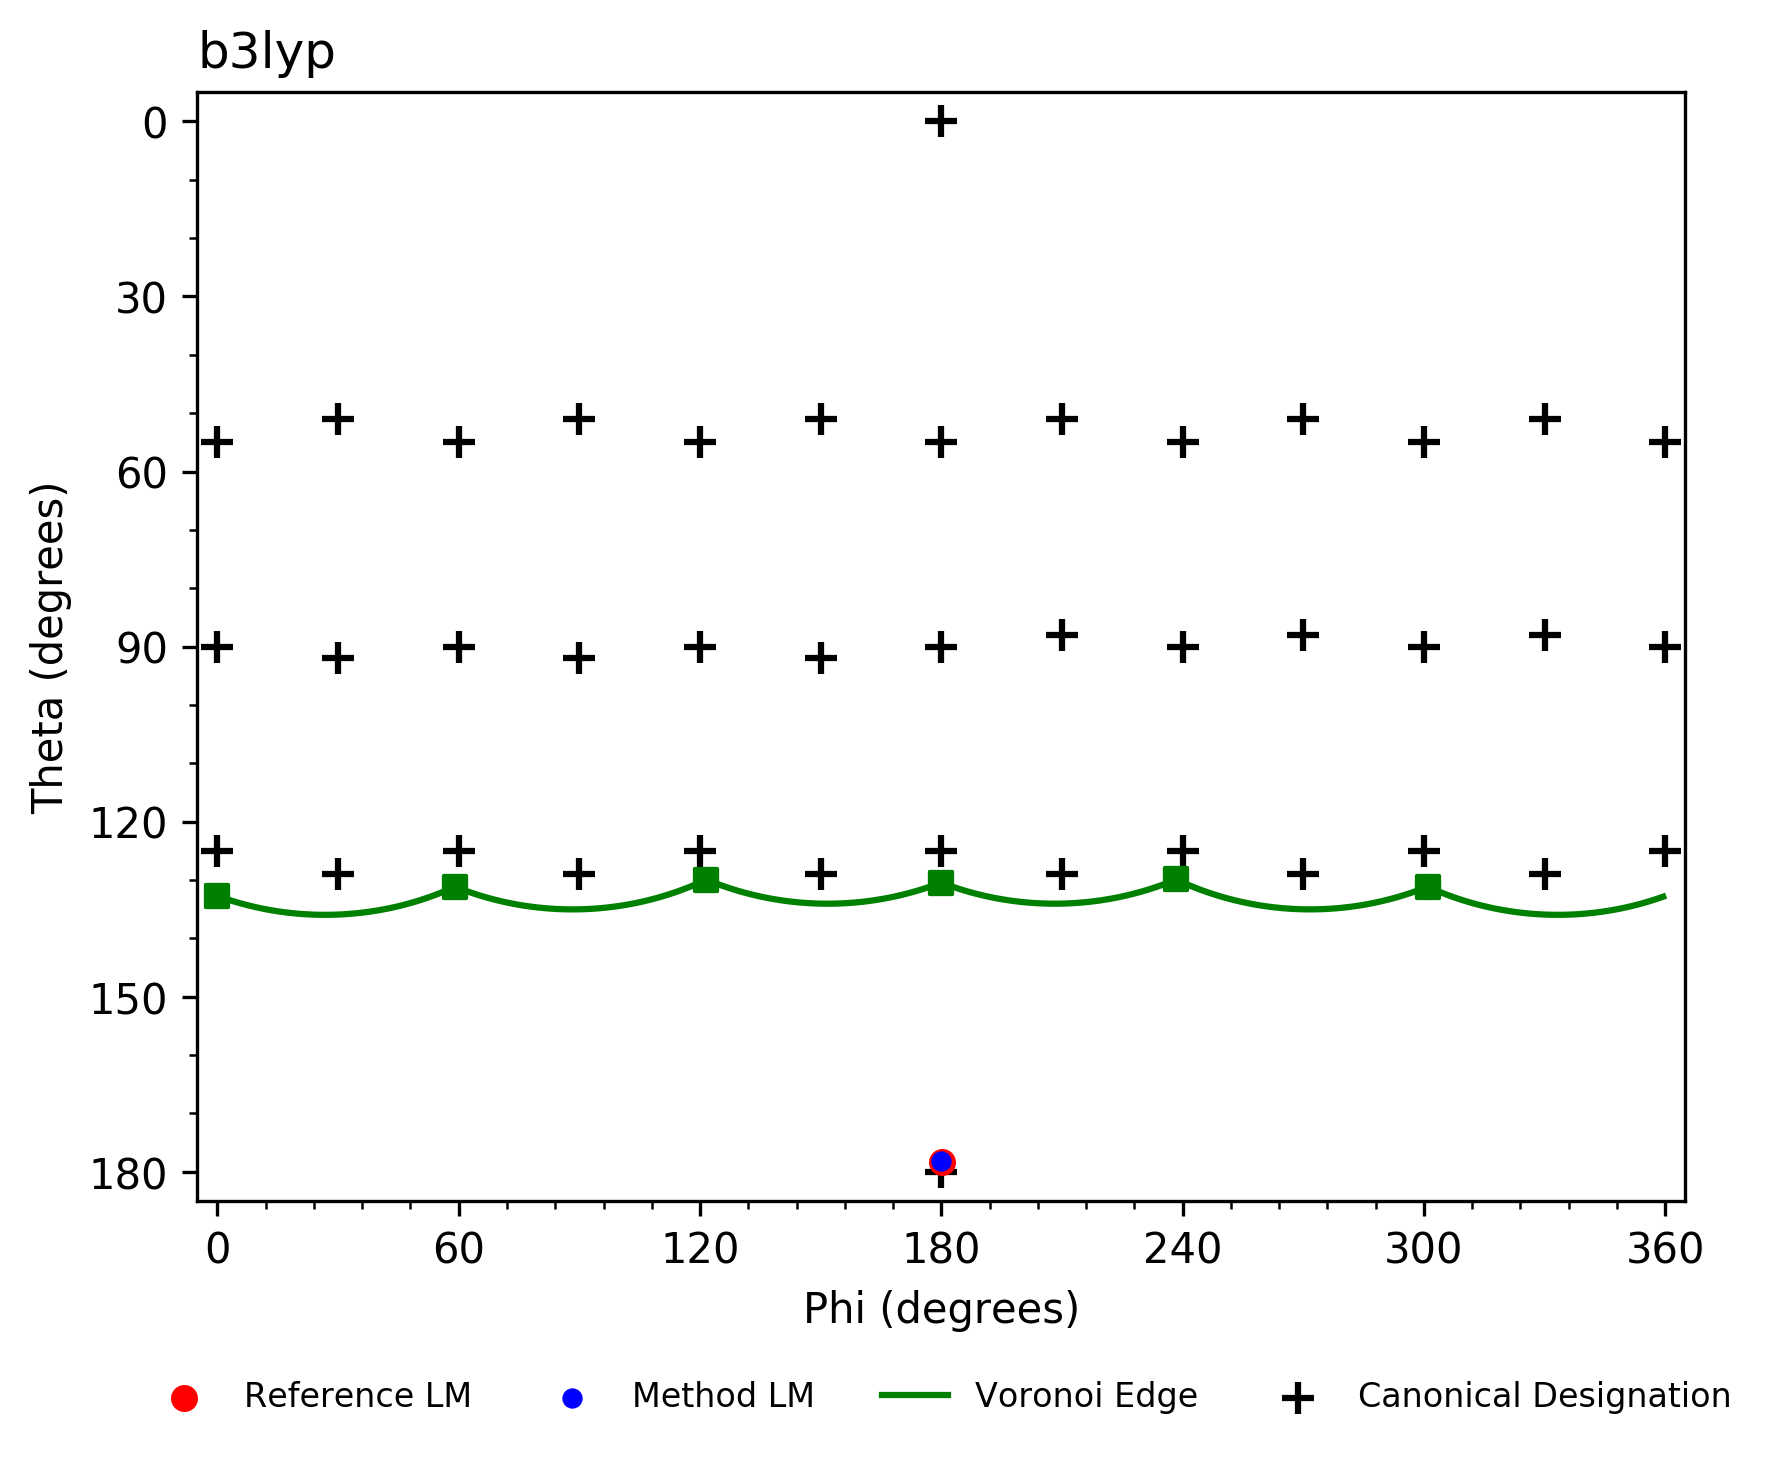 b3lyp
0
30
60
90
120
150
180
Theta (degrees)
0 60 120 180 240 300 360
Phi (degrees)
Reference LM Method LM Voronoi Edge Canonical Designation